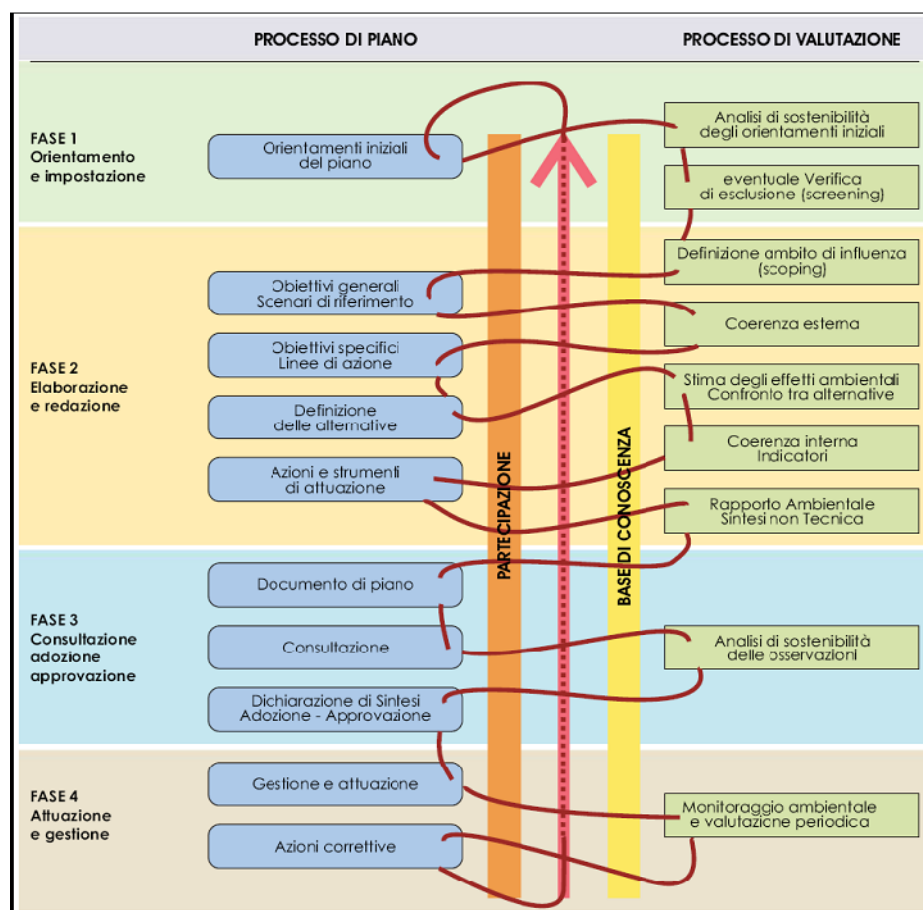 PROCESSO DI PIANO
PROCESSO DI VALUTAZIONE
FASE 1
Orientamento
e impostazione
Orientamenti iniziali
del piano
Analisi di sostenibilità
degli orientamenti iniziali
eventuale Verifica
di esclusione (screening)
FASE 2
Elaborazione
e redazione
Definizione ambito di influenza
(scoping)
Obiettivi generali
Scenari di riferimento
Coerenza esterna
Obiettivi specifici
Linee di azione
Stima degli effetti ambientali
Confronto tra alternative
Definizione
delle alternative
Coerenza interna
Indicatori
Azioni e strumenti
di attuazione
Rapporto Ambientale
Sintesi non Tecnica
PARTECIPAZIONE
BASE DI CONOSCENZA
FASE 3
Consultazione
adozione
approvazione
Documento di piano
Consultazione
Analisi di sostenibilità
delle osservazioni
Dichiarazione di Sintesi
Adozione - Approvazione
FASE 4
Attuazione
e gestione
Gestione e attuazione
Monitoraggio ambientale
e valutazione periodica
Azioni correttive